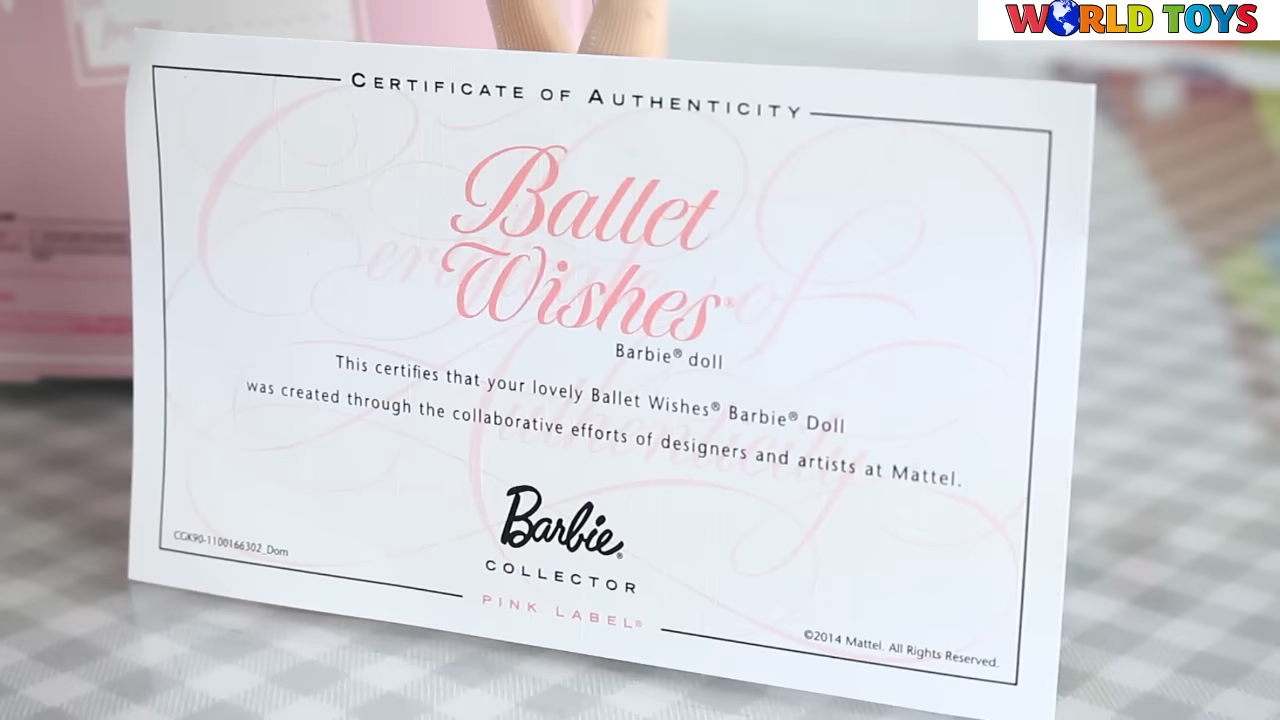 WORLD TOYS
CERTIFICATE OF AUTHENTICITY
Ballet
Wishes
Barbie® doll
This certifies that your lovely Ballet Wishes® Barbie® Doll
was created through the collaborative efforts of designers and artists at Mattel.
Barbie®
COLLECTOR
PINK LABEL®
CGK90-1100166302_Dom
©2014 Mattel. All Rights Reserved.